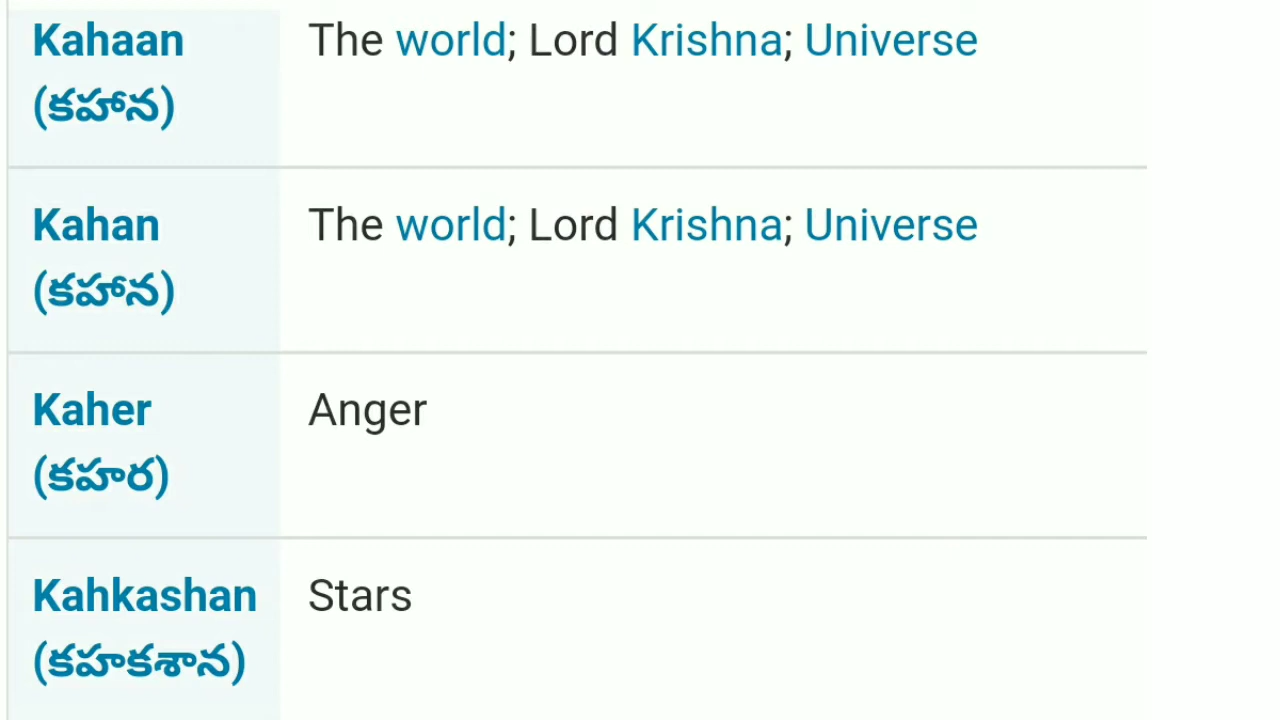 Kahaan The world; Lord Krishna; Universe
(కహాన)
Kahan The world; Lord Krishna; Universe
(కహాన)
Kaher Anger
(కహర)
Kahkashan Stars
(కహకశాన)